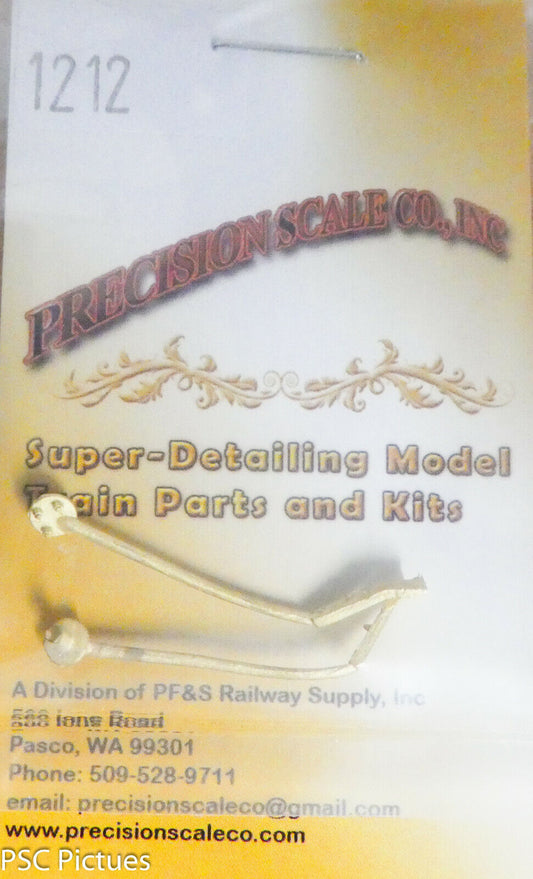 1212
PRECISION SCALE CO., INC
Super-Detailing Model
Train Parts and Kits
A Division of PF&S Railway Supply, Inc
Road
Pasco, WA 99301
Phone: 509-528-9711
email: precisionscaleco@gmail.com
www.precisionscaleco.com
PSC Pictues